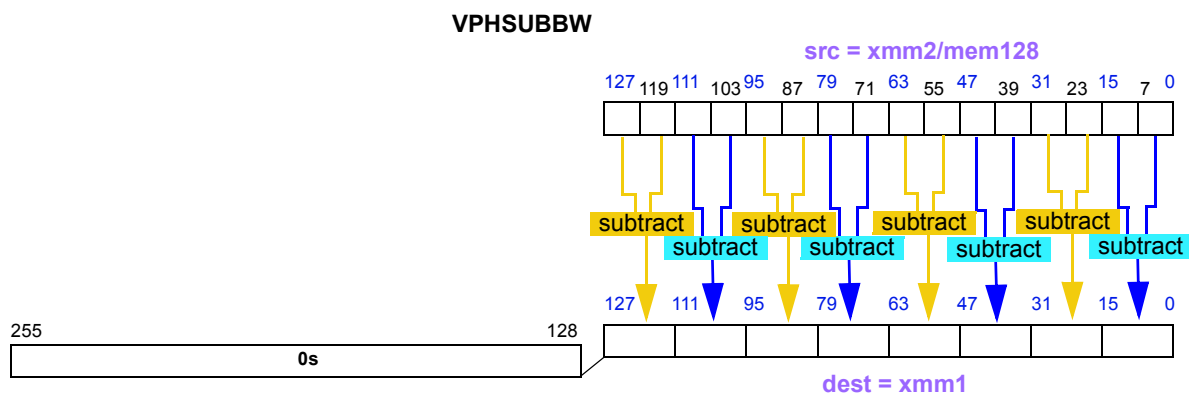 VPHSUBBW
src = xmm2/mem128
127 119 111 103 95 87 79 71 63 55 47 39 31 23 15 7 0
subtract subtract subtract subtract
subtract subtract subtract subtract
127 111 95 79 63 47 31 15 0
255 128
0s
dest = xmm1